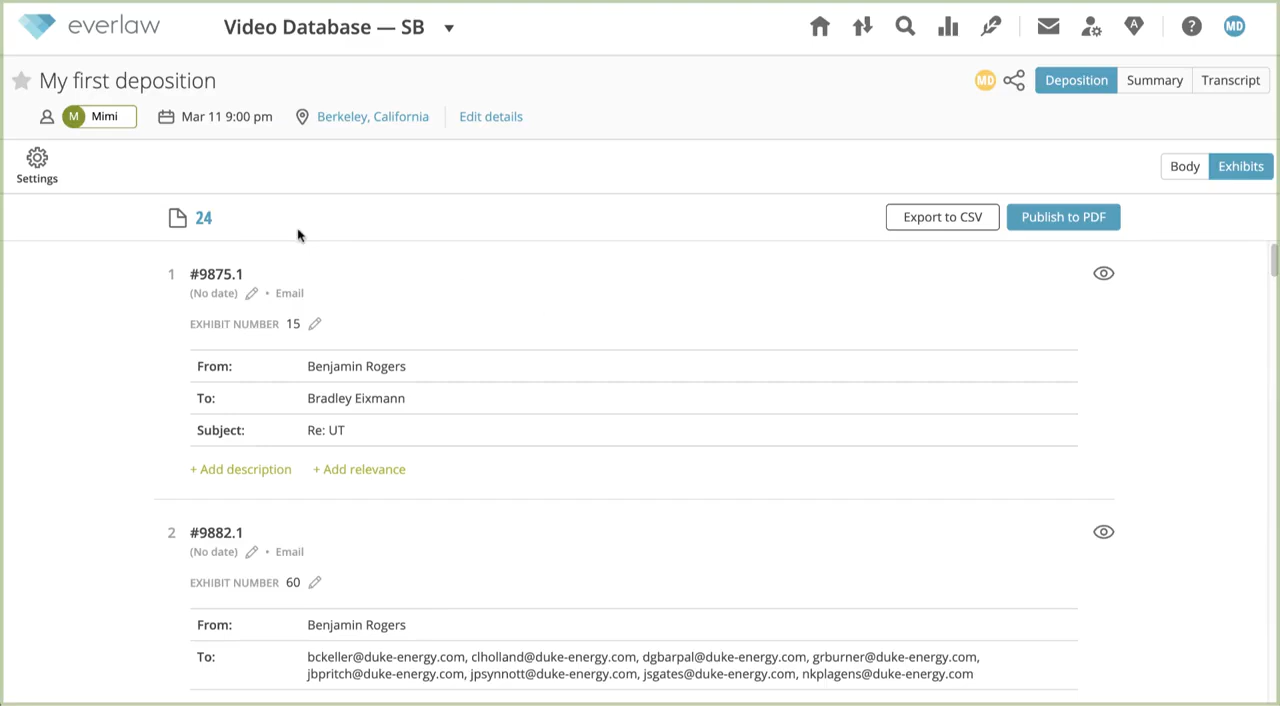 everlaw
Video Database — SB
A
?
MD
My first deposition
MD
Deposition
Summary
Transcript
M
Mimi
Mar 11 9:00 pm
Berkeley, California
Edit details
Settings
Body
Exhibits
24
Export to CSV
Publish to PDF
1
#9875.1
(No date) • Email
EXHIBIT NUMBER 15
From: Benjamin Rogers
To: Bradley Eixmann
Subject: Re: UT
+ Add description + Add relevance
2
#9882.1
(No date) • Email
EXHIBIT NUMBER 60
From: Benjamin Rogers
To: bckeller@duke-energy.com, clholland@duke-energy.com, dgbarpal@duke-energy.com, grburner@duke-energy.com,
jbpritch@duke-energy.com, jpsynnott@duke-energy.com, jsgates@duke-energy.com, nkplagens@duke-energy.com